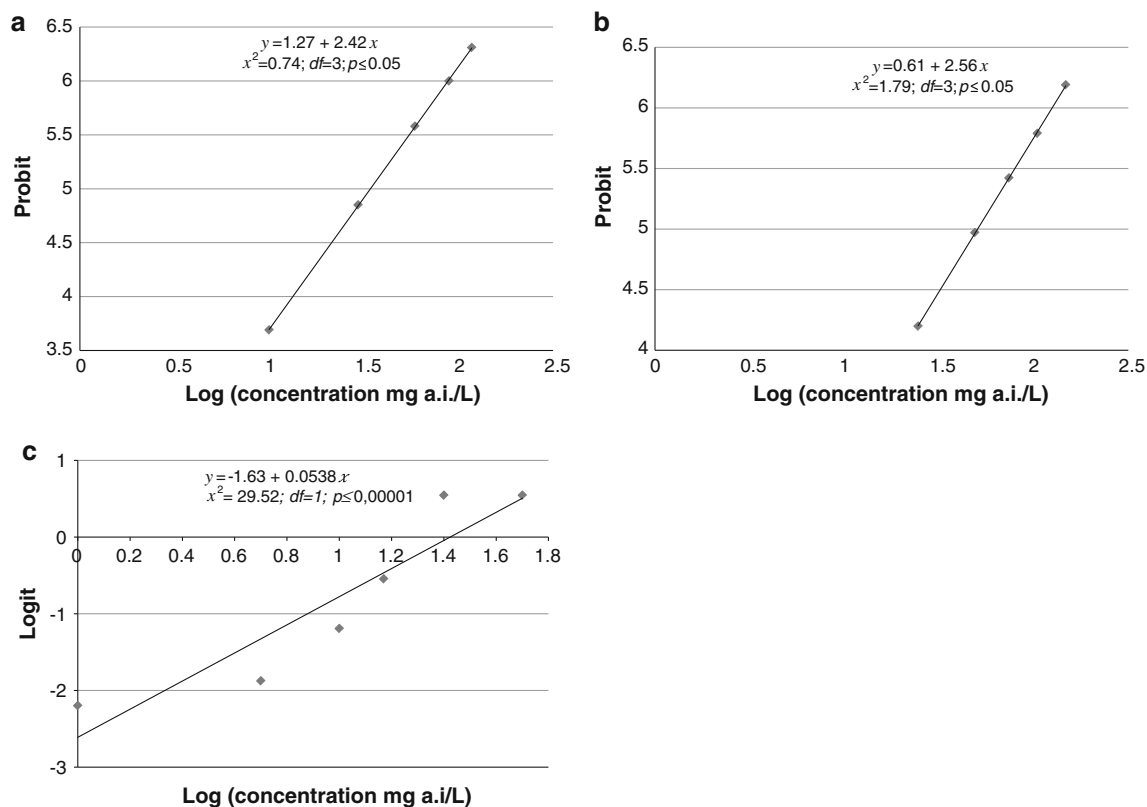 a
6.5
6
5.5
5
4.5
4
3.5
Probit
y=1.27 + 2.42 x
x2=0.74; df=3;p≤0.05
0 0.5 1 1.5 2 2.5
Log (concentration mg a.i./L)
b
6.5
6
5.5
5
4.5
4
Probit
y=0.61 + 2.56 x
x2=1.79; df=3;p≤0.05
0 0.5 1 1.5 2 2.5
Log (concentration mg a.i./L)
c
1
0
-1
-2
-3
Logit
y=-1.63 + 0.0538 x
x2= 29.52; df=1; p≤0,00001
0 0.2 0.4 0.6 0.8 1 1.2 1.4 1.6 1.8
Log (concentration mg a.i/L)